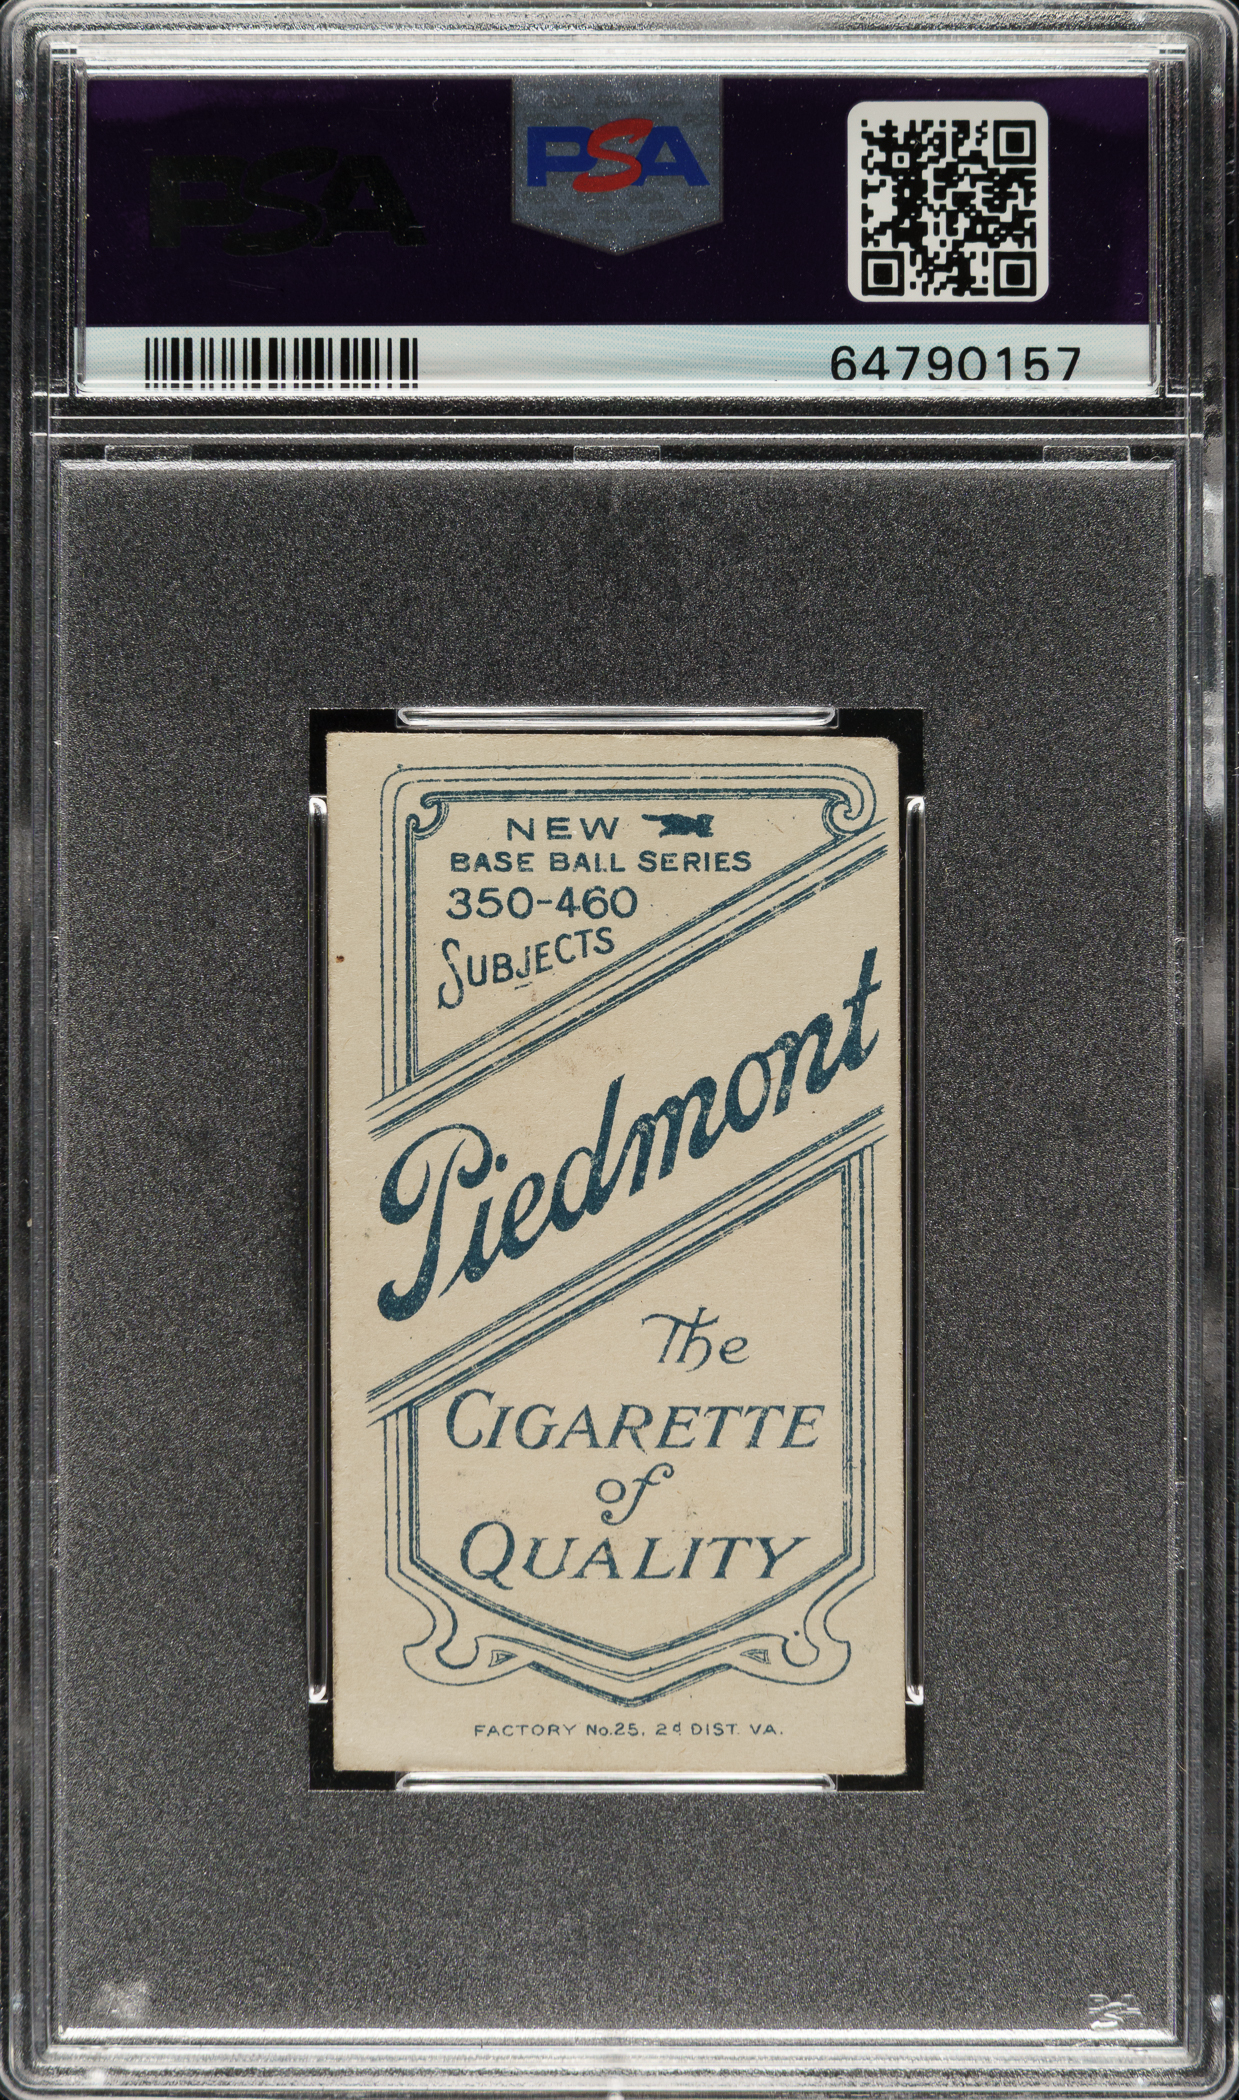 PSA
PSA
64790157
NEW
BASE BALL SERIES
350-460
SUBJECTS
Piedmont
The
CIGARETTE
of
QUALITY
FACTORY No. 25. 2d DIST. VA.
PSA